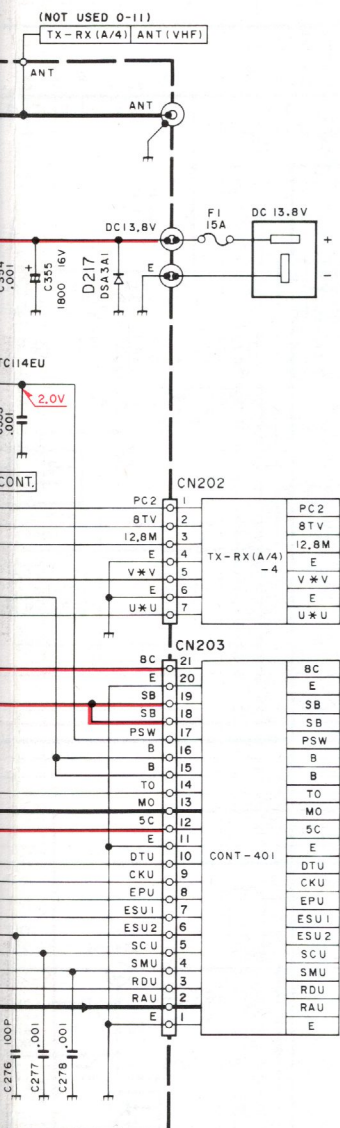 (NOT USED O-II)
TX-RX(A/4) ANT(VHF)
ANT
ANT
DC13.8V
F1
15A
DC 13.8V
+
E
-
.001
+
C355
1800 16V
D217
DSA3A1
TC114EU
2.0V
.001
CONT.
CN202
PC2 1 PC2
8TV 2 8TV
12.8M 3 12.8M
E 4 TX-RX(A/4) E
V*V 5 -4 V*V
E 6 E
U*U 7 U*U
CN203
8C 21 8C
E 20 E
SB 19 SB
SB 18 SB
PSW 17 PSW
B 16 B
B 15 B
TO 14 TO
MO 13 MO
5C 12 5C
E 11 E
DTU 10 CONT-401 DTU
CKU 9 CKU
EPU 8 EPU
ESU1 7 ESU1
ESU2 6 ESU2
SCU 5 SCU
SMU 4 SMU
RDU 3 RDU
RAU 2 RAU
E 1 E
C276 100P
C277 .001
C278 .001